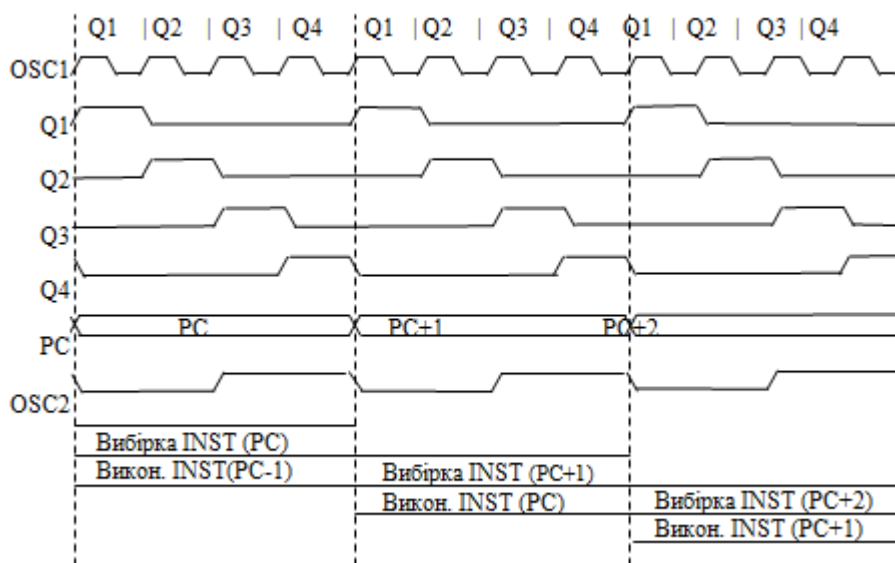 Q1 | Q2 | Q3 | Q4 Q1 | Q2 | Q3 | Q4 Q1 | Q2 | Q3 | Q4
OSC1
Q1
Q2
Q3
Q4
PC PC+1 PC+2
PC
OSC2
Вибірка INST (PC)
Викон. INST(PC-1) Вибірка INST (PC+1)
Викон. INST (PC) Вибірка INST (PC+2)
Викон. INST (PC+1)